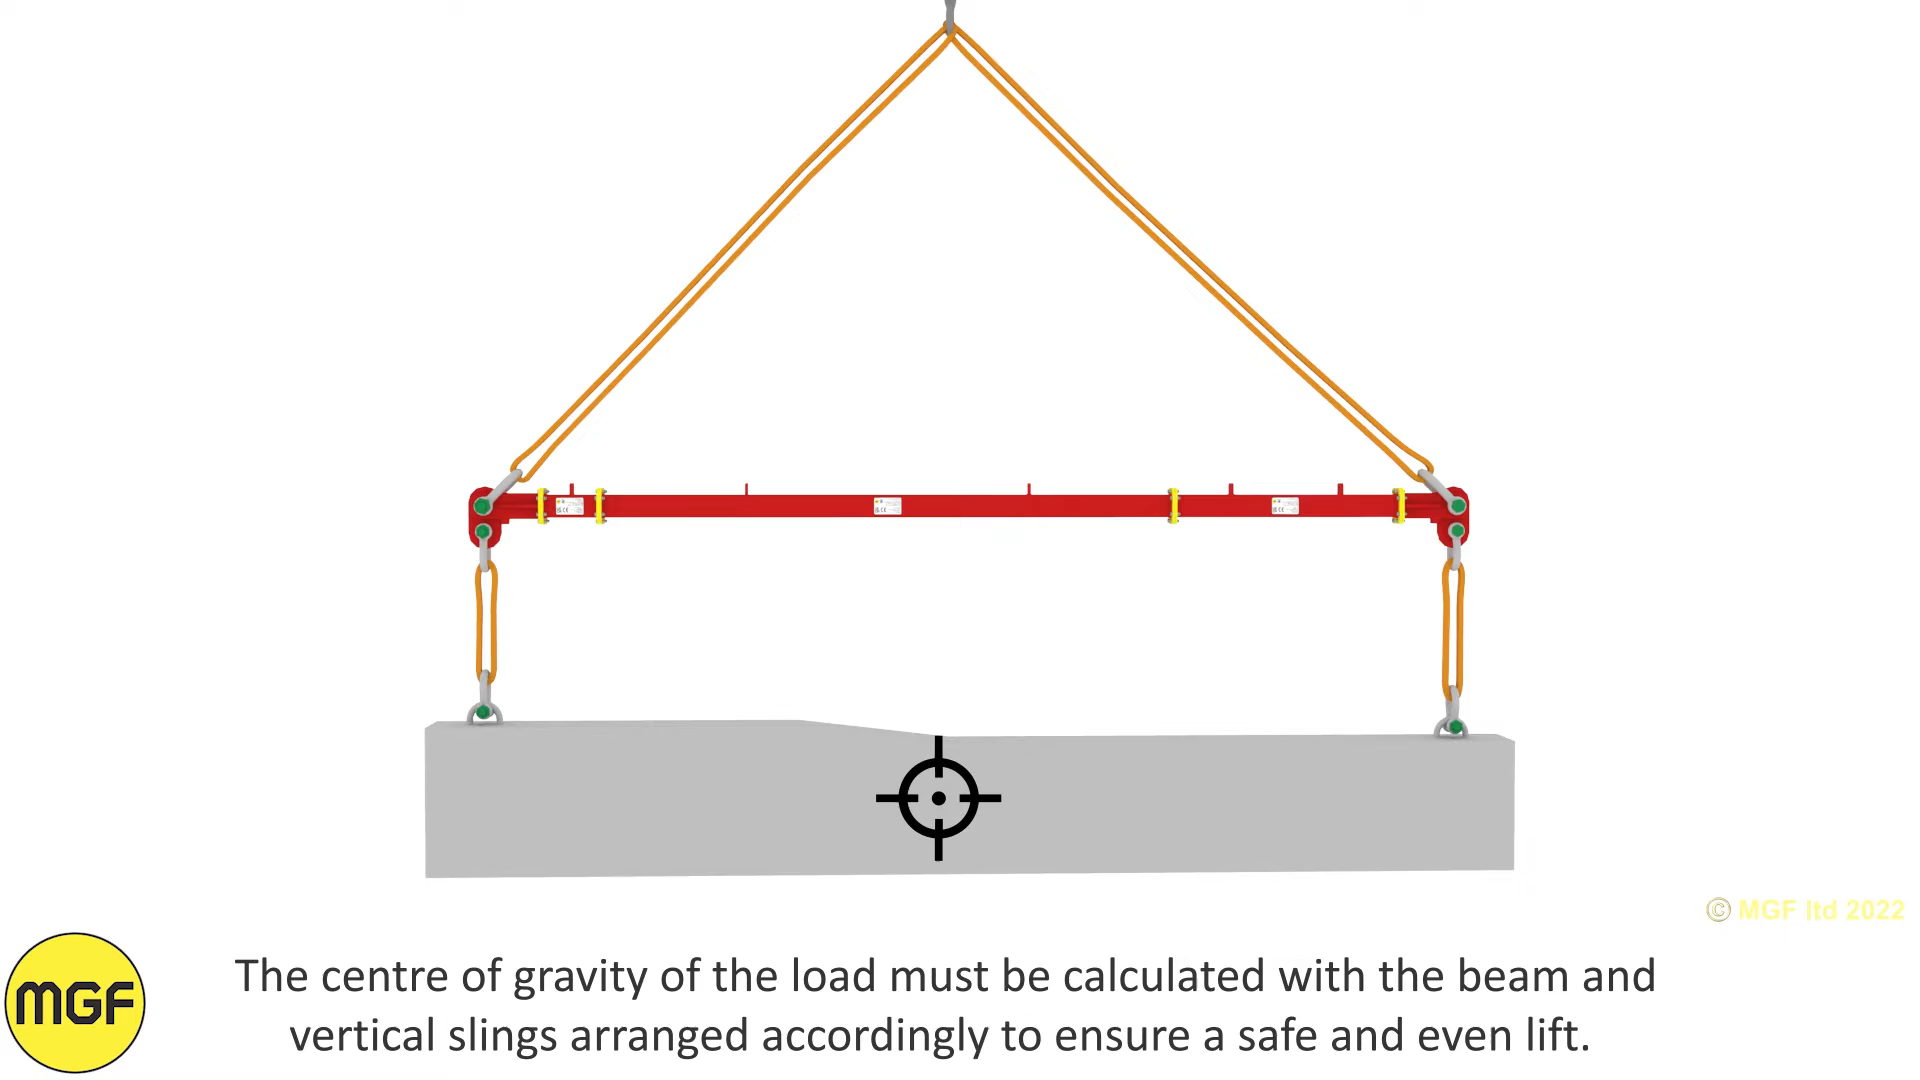 © MGF ltd 2022
MGF
The centre of gravity of the load must be calculated with the beam and
vertical slings arranged accordingly to ensure a safe and even lift.